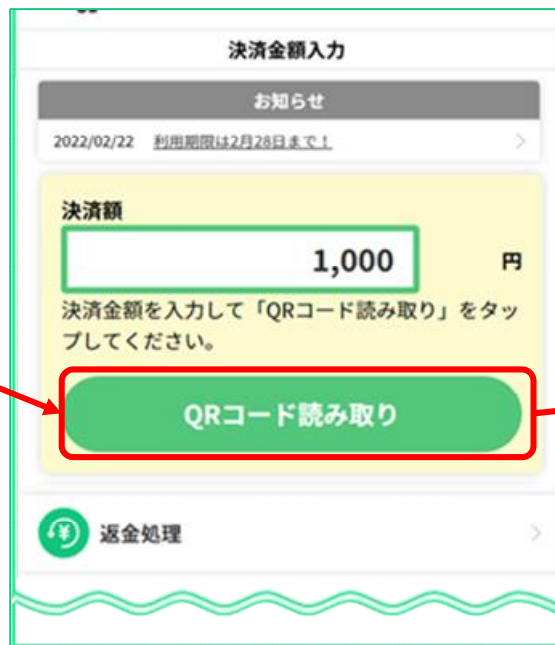 決済金額入力
お知らせ
2022/02/22 利用期限は2月28日まで！
決済額
1,000 円
決済金額を入力して「QRコード読み取り」をタッ
プしてください。
QRコード読み取り
返金処理